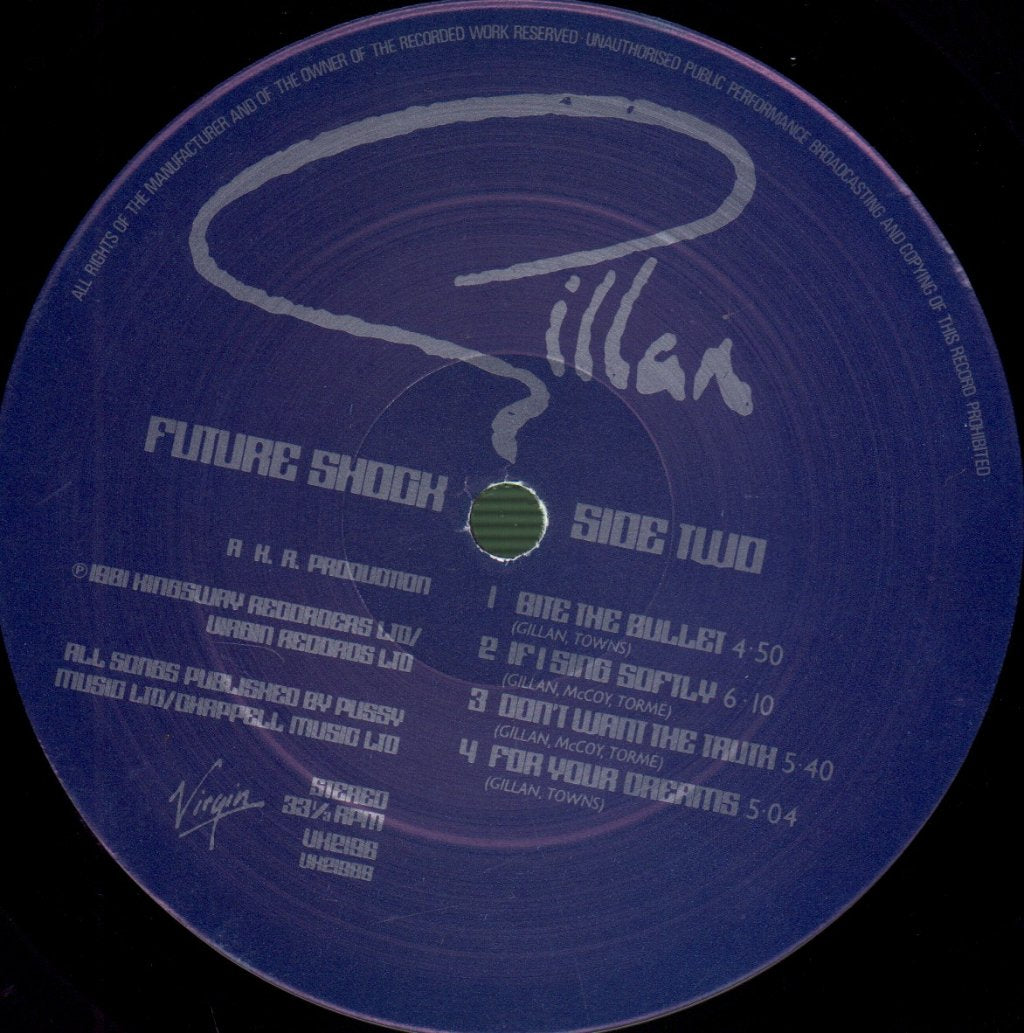 ALL RIGHTS OF THE MANUFACTURER AND OF THE OWNER OF THE RECORDED WORK RESERVED · UNAUTHORISED PUBLIC PERFORMANCE BROADCASTING AND COPYING OF THIS RECORD PROHIBITED
Gillan
FUTURE SHOCK
SIDE TWO
A K. R. PRODUCTION
℗ 1981 KINGSWAY RECORDERS LTD/
VIRGIN RECORDS LTD
ALL SONGS PUBLISHED BY PUSSY
MUSIC LTD/CHAPPELL MUSIC LTD
1 BITE THE BULLET 4·50
(GILLAN, TOWNS)
2 IF I SING SOFTLY 6·10
(GILLAN, McCOY, TORME)
3 DON'T WANT THE TRUTH 5·40
(GILLAN, McCOY, TORME)
4 FOR YOUR DREAMS 5·04
(GILLAN, TOWNS)
Virgin
STEREO
33⅓ RPM
VK2196
VK2196B